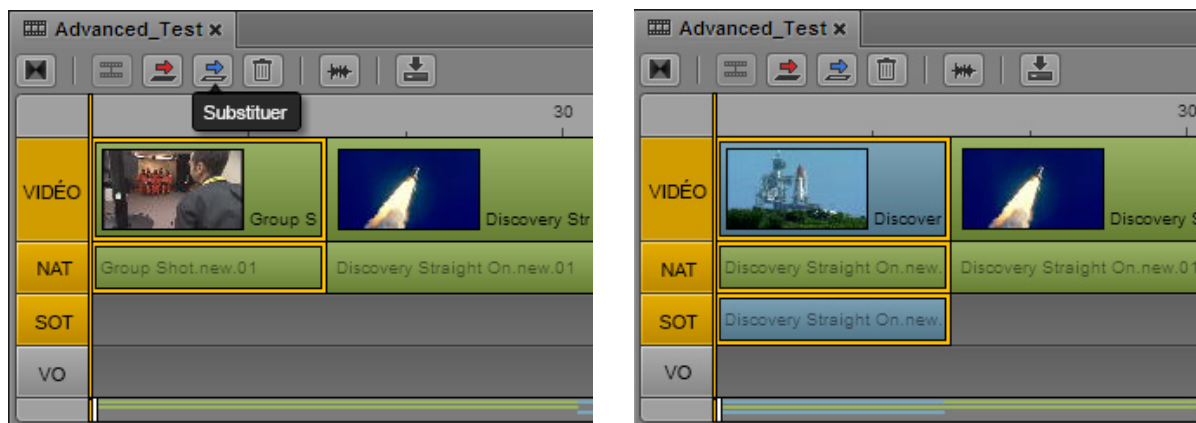 Advanced_Test ×
Substituer
30
VIDÉO
Group S
Discovery Str
NAT
Group Shot.new.01
Discovery Straight On.new.01
SOT
VO
Advanced_Test ×
30
VIDÉO
Discover
Discovery S
NAT
Discovery Straight On.new.
Discovery Straight On.new.01
SOT
Discovery Straight On.new.
VO